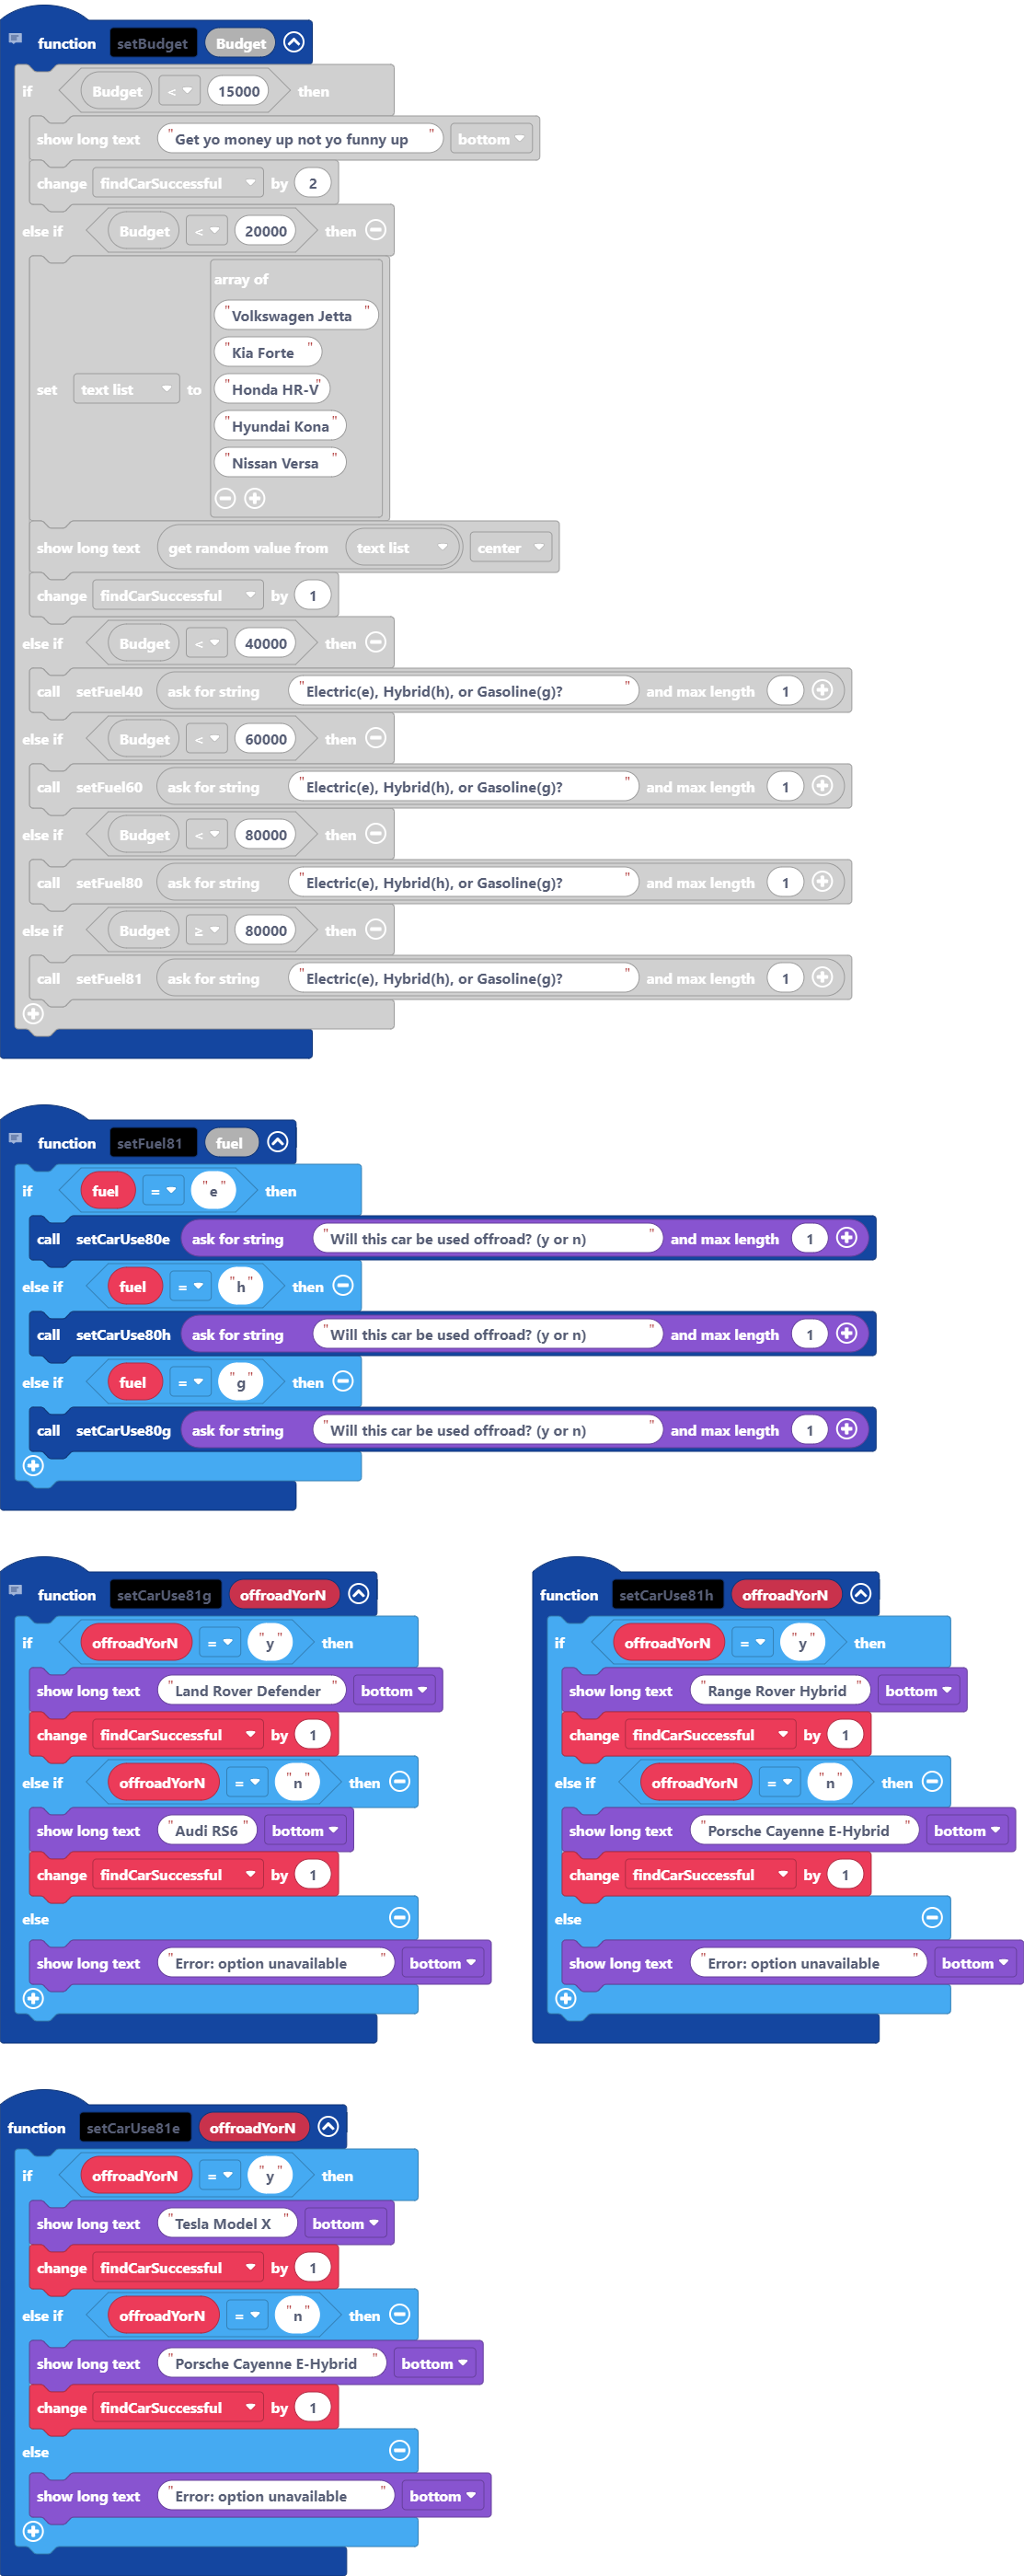 function setBudget Budget
if Budget < 15000 then
show long text "Get yo money up not yo funny up" bottom
change findCarSuccessful by 2
else if Budget < 20000 then
array of
"Volkswagen Jetta"
"Kia Forte"
set text list to "Honda HR-V"
"Hyundai Kona"
"Nissan Versa"
show long text get random value from text list center
change findCarSuccessful by 1
else if Budget < 40000 then
call setFuel40 ask for string "Electric(e), Hybrid(h), or Gasoline(g)?" and max length 1
else if Budget < 60000 then
call setFuel60 ask for string "Electric(e), Hybrid(h), or Gasoline(g)?" and max length 1
else if Budget < 80000 then
call setFuel80 ask for string "Electric(e), Hybrid(h), or Gasoline(g)?" and max length 1
else if Budget ≥ 80000 then
call setFuel81 ask for string "Electric(e), Hybrid(h), or Gasoline(g)?" and max length 1
function setFuel81 fuel
if fuel = "e" then
call setCarUse80e ask for string "Will this car be used offroad? (y or n)" and max length 1
else if fuel = "h" then
call setCarUse80h ask for string "Will this car be used offroad? (y or n)" and max length 1
else if fuel = "g" then
call setCarUse80g ask for string "Will this car be used offroad? (y or n)" and max length 1
function setCarUse81g offroadYorN
if offroadYorN = "y" then
show long text "Land Rover Defender" bottom
change findCarSuccessful by 1
else if offroadYorN = "n" then
show long text "Audi RS6" bottom
change findCarSuccessful by 1
else
show long text "Error: option unavailable" bottom
function setCarUse81h offroadYorN
if offroadYorN = "y" then
show long text "Range Rover Hybrid" bottom
change findCarSuccessful by 1
else if offroadYorN = "n" then
show long text "Porsche Cayenne E-Hybrid" bottom
change findCarSuccessful by 1
else
show long text "Error: option unavailable" bottom
function setCarUse81e offroadYorN
if offroadYorN = "y" then
show long text "Tesla Model X" bottom
change findCarSuccessful by 1
else if offroadYorN = "n" then
show long text "Porsche Cayenne E-Hybrid" bottom
change findCarSuccessful by 1
else
show long text "Error: option unavailable" bottom